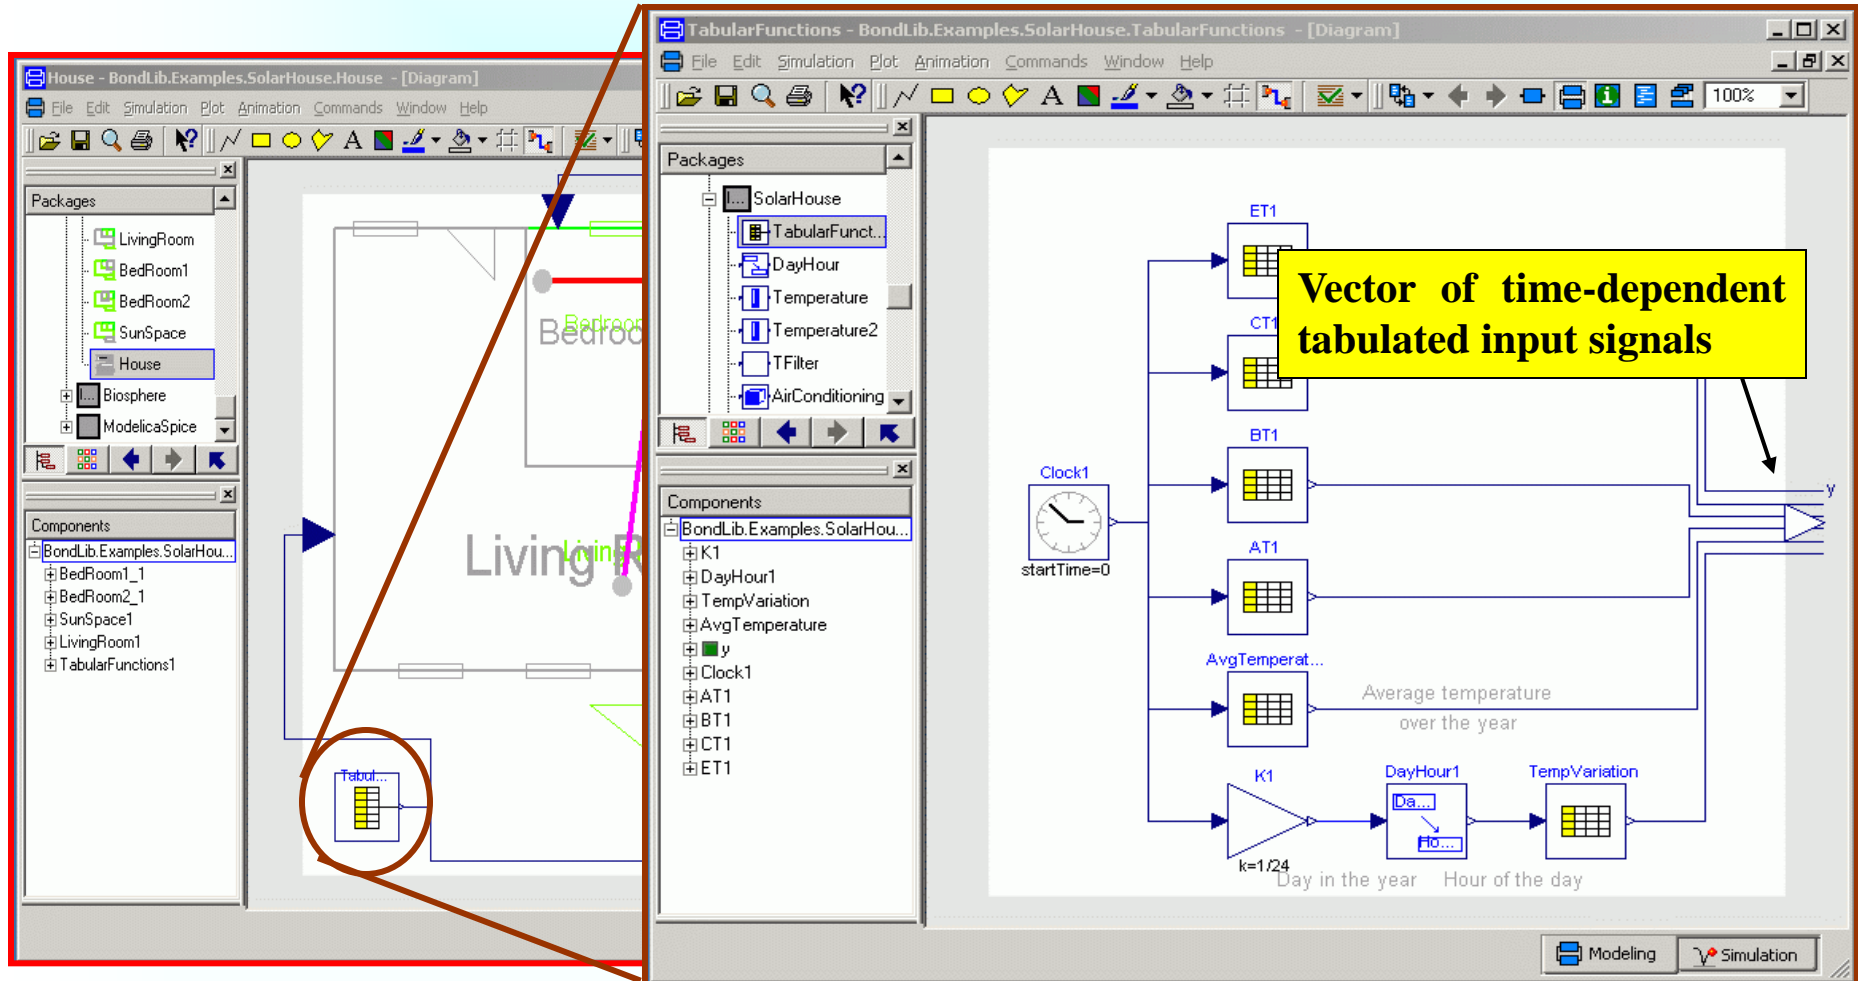 House - BondLib.Examples.SolarHouse.House - [Diagram]
File Edit Simulation Plot Animation Commands Window Help
Packages
LivingRoom
BedRoom1
BedRoom2
SunSpace
House
Biosphere
ModelicaSpice
Components
BondLib.Examples.SolarHou...
BedRoom1_1
BedRoom2_1
SunSpace1
LivingRoom1
TabularFunctions1
Tabul...
TabularFunctions - BondLib.Examples.SolarHouse.TabularFunctions - [Diagram]
File Edit Simulation Plot Animation Commands Window Help
100%
Packages
SolarHouse
TabularFunct...
DayHour
Temperature
Temperature2
TFilter
AirConditioning
Components
BondLib.Examples.SolarHou...
K1
DayHour1
TempVariation
AvgTemperature
y
Clock1
AT1
BT1
CT1
ET1
ET1
Vector of time-dependent
tabulated input signals
CT1
BT1
Clock1
y
AT1
startTime=0
AvgTemperat...
Average temperature
over the year
K1
DayHour1
TempVariation
Da...
Ho...
k=1/24
Day in the year Hour of the day
Modeling
Simulation